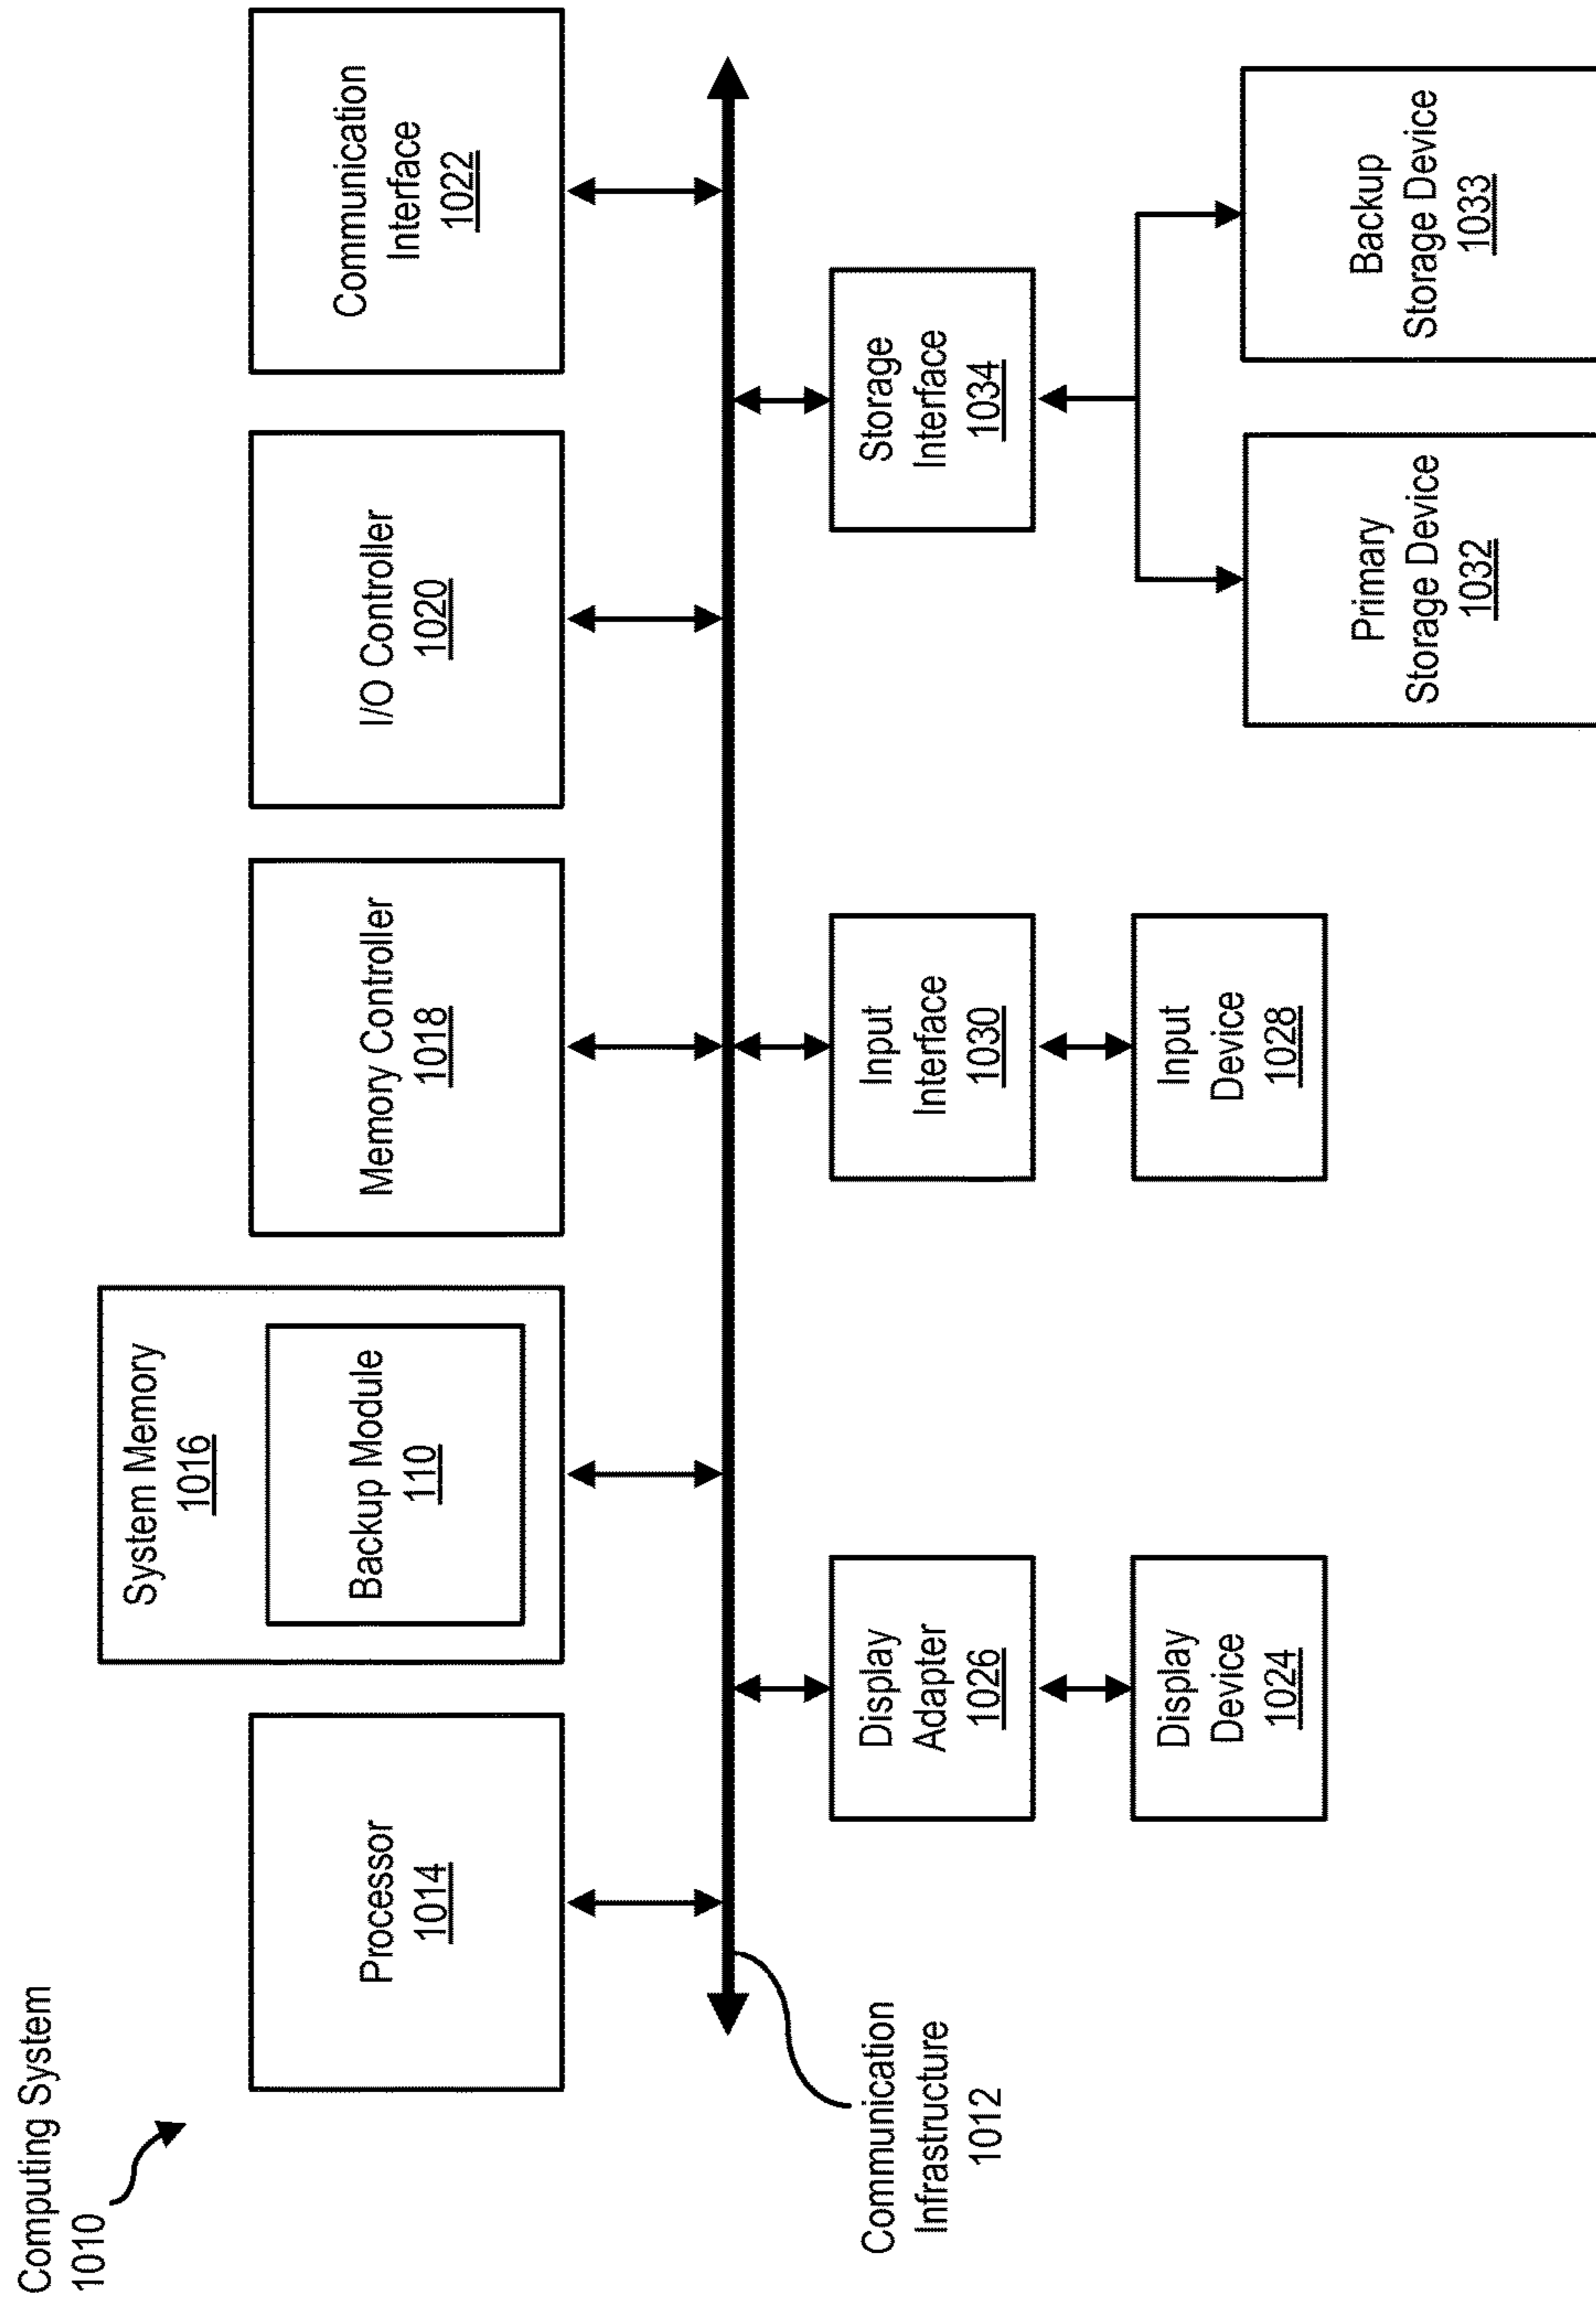 Computing System
1010
Processor
1014
System Memory
1016
Backup Module
110
Memory Controller
1018
I/O Controller
1020
Communication
Interface
1022
Communication
Infrastructure
1012
Display
Adapter
1026
Input
Interface
1030
Storage
Interface
1034
Display
Device
1024
Input
Device
1028
Primary
Storage Device
1032
Backup
Storage Device
1033